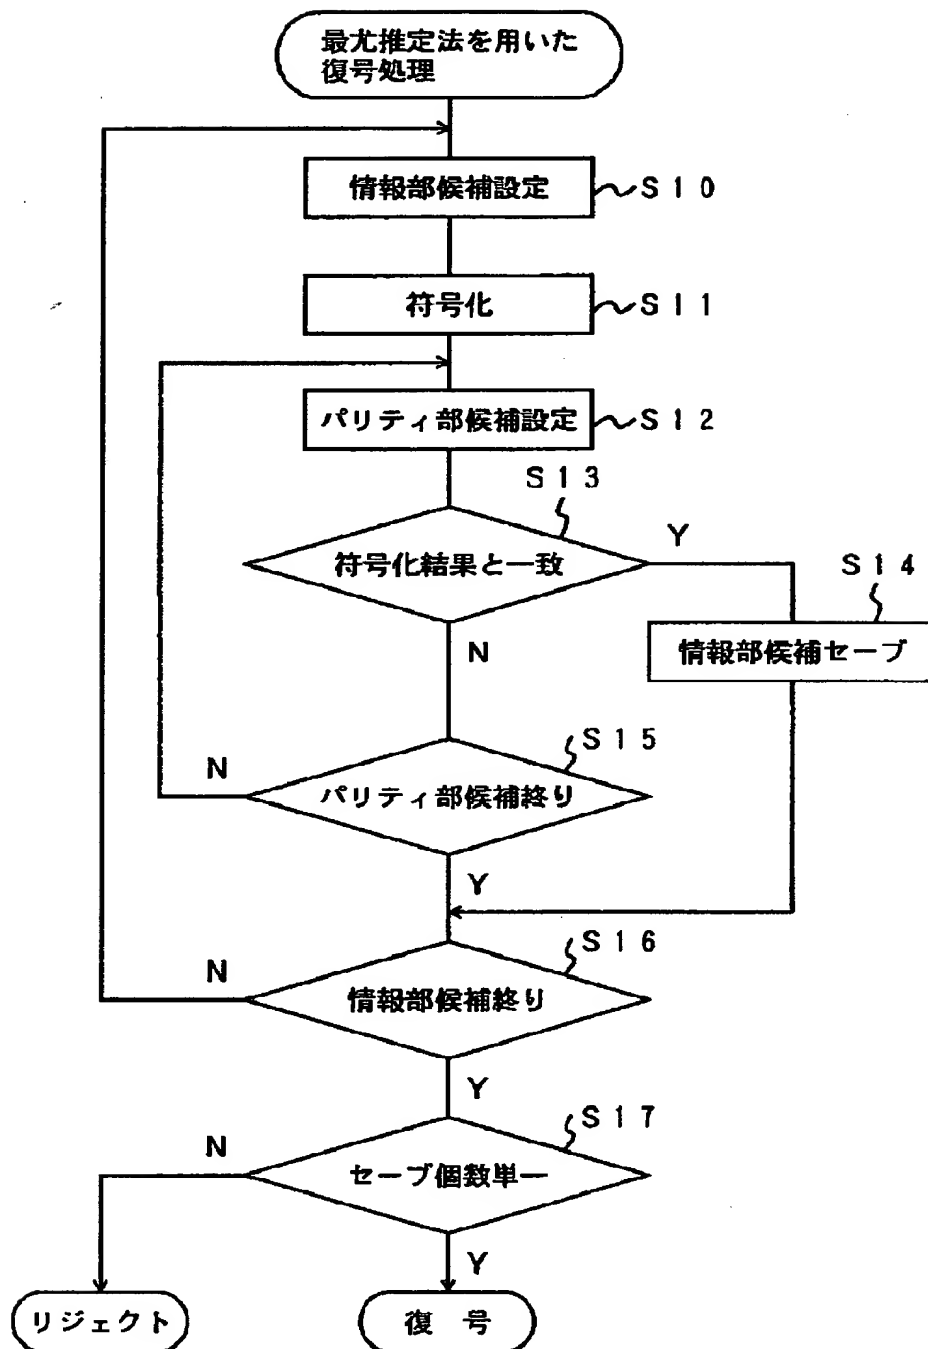 最尤推定法を用いた
復号処理
情報部候補設定
S10
符号化
S11
パリティ部候補設定
S12
S13
符号化結果と一致
Y
S14
情報部候補セーブ
N
S15
N
パリティ部候補終り
Y
S16
N
情報部候補終り
Y
S17
N
セーブ個数単一
Y
リジェクト
復 号